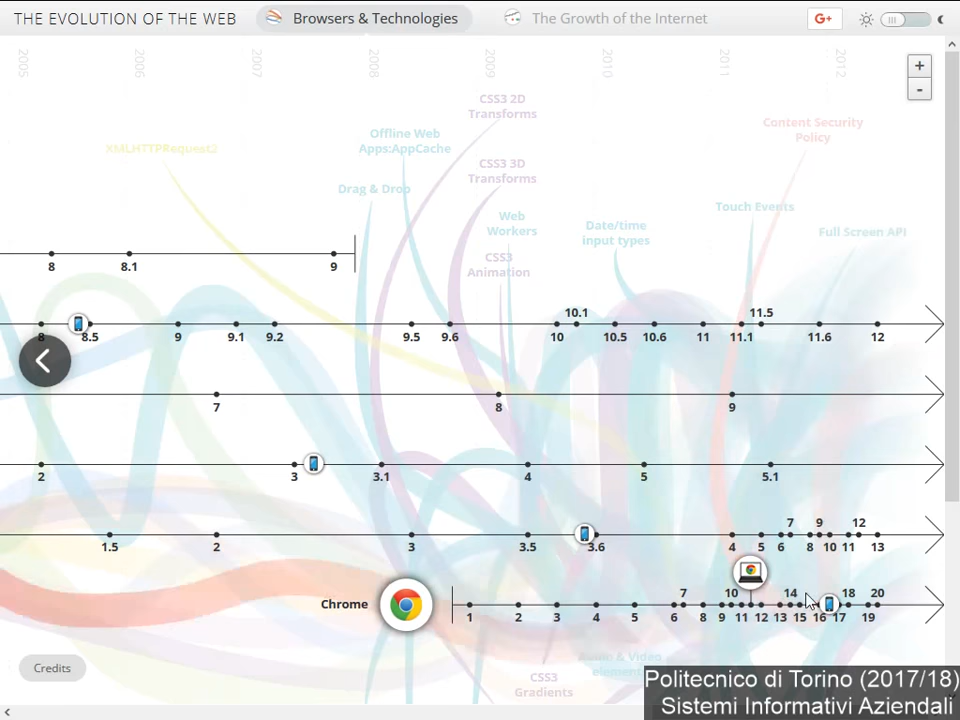 THE EVOLUTION OF THE WEB
Browsers & Technologies
The Growth of the Internet
G+
2005
2006
2007
2008
2009
2010
2011
2012
+
-
CSS3 2D
Transforms
Content Security
Policy
Offline Web
Apps:AppCache
XMLHTTPRequest2
CSS3 3D
Transforms
Drag & Drop
Touch Events
Web
Workers
Date/time
input types
Full Screen API
CSS3
Animation
8
8.1
9
10.1
11.5
8
8.5
9
9.1
9.2
9.5
9.6
10
10.5
10.6
11
11.1
11.6
12
7
8
9
2
3
3.1
4
5
5.1
7
9
12
1.5
2
3
3.5
3.6
4
5
6
8
10
11
13
Chrome
7
10
14
18
20
1
2
3
4
5
6
8
9
11
12
13
15
16
17
19
Credits
Audio & Video
elements
CSS3
Gradients
Politecnico di Torino (2017/18)
Sistemi Informativi Aziendali